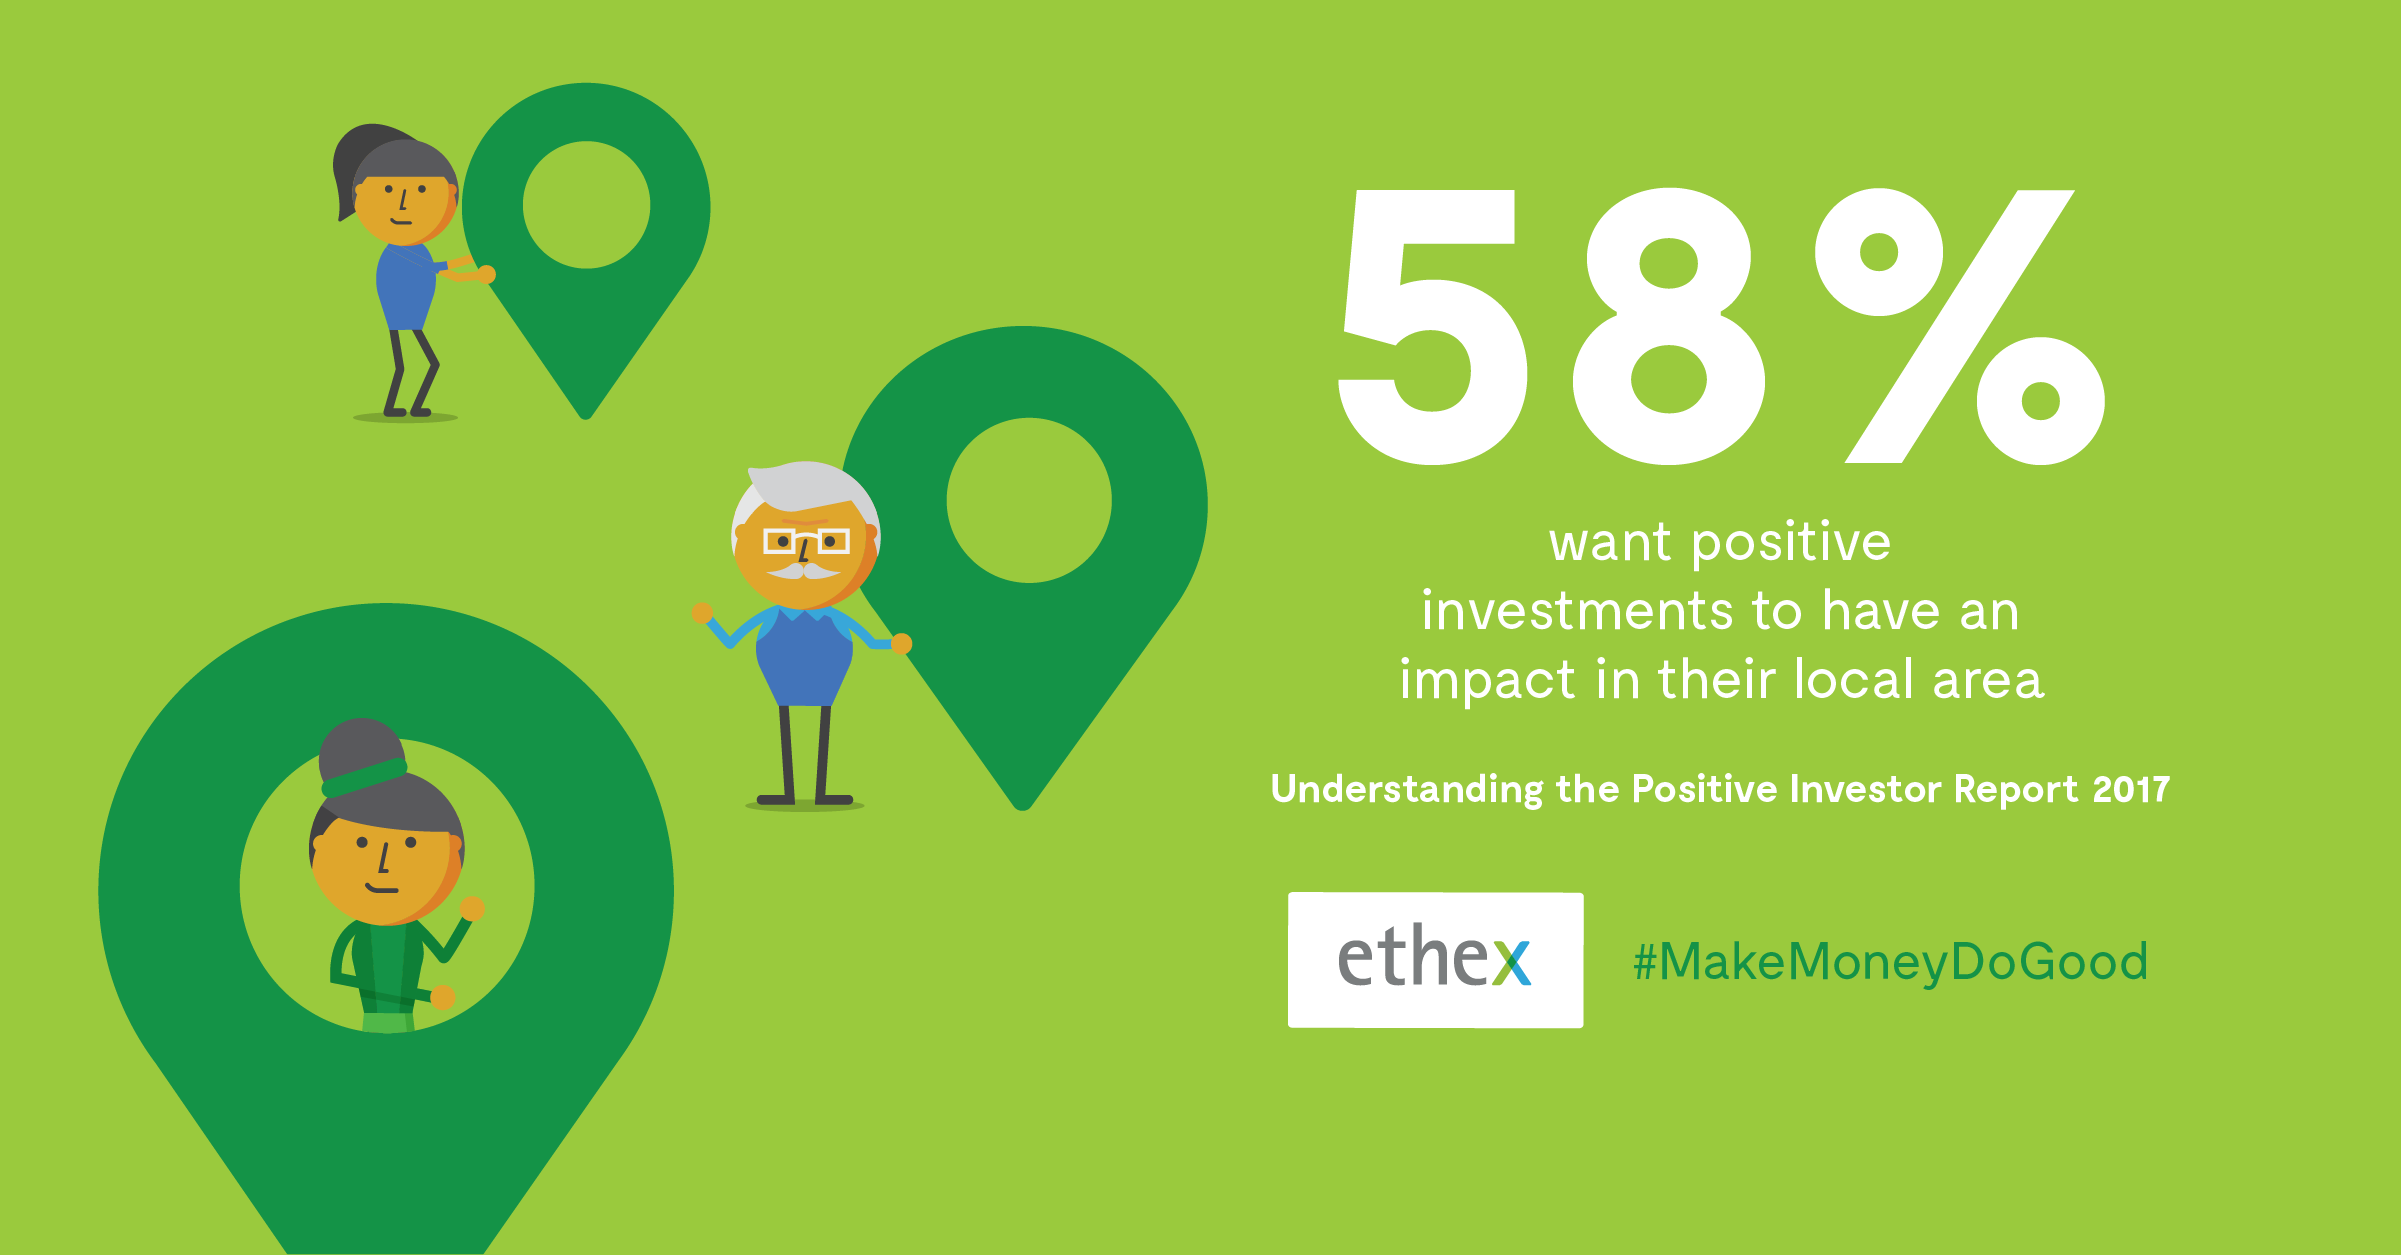 58%
want positive
investments to have an
impact in their local area
Understanding the Positive Investor Report 2017
ethex
#MakeMoneyDoGood